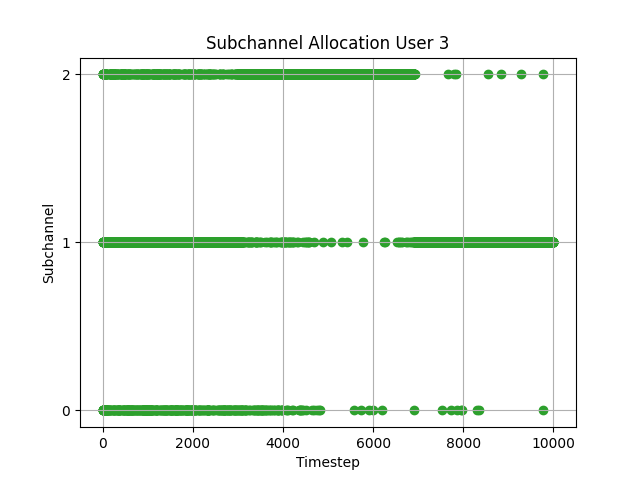 Subchannel Allocation User 3
2
1
0
Subchannel
0 2000 4000 6000 8000 10000
Timestep